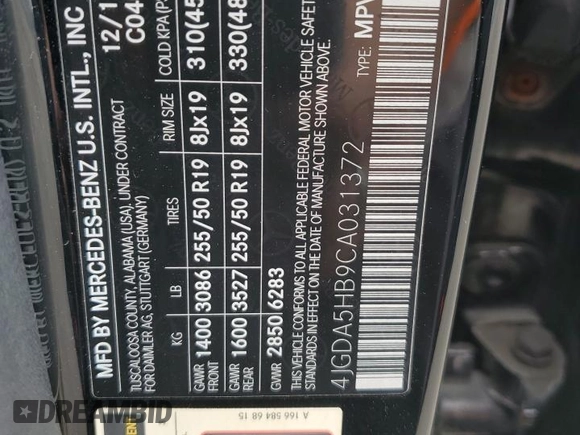 MFD BY MERCEDES-BENZ U.S. INTL., INC
12/1
TUSCALOOSA COUNTY, ALABAMA (USA), UNDER CONTRACT
FOR DAIMLER AG, STUTTGART (GERMANY)
C04
KG LB TIRES RIM SIZE COLD KPA(P
GAWR FRONT 1400 3086 255/50 R19 8Jx19 310(45
GAWR REAR 1600 3527 255/50 R19 8Jx19 330(48
GVWR 2850 6283
THIS VEHICLE CONFORMS TO ALL APPLICABLE FEDERAL MOTOR VEHICLE SAFET
STANDARDS IN EFFECT ON THE DATE OF MANUFACTURE SHOWN ABOVE.
4JGDA5HB9CA031372 TYPE: MPV
A 166 584 68 15
DREAMBID